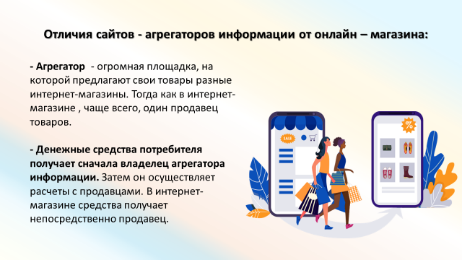 Отличия сайтов - агрегаторов информации от онлайн – магазина:
- Агрегатор - огромная площадка, на
которой предлагают свои товары разные
интернет-магазины. Тогда как в интернет-
магазине , чаще всего, один продавец
товаров.
- Денежные средства потребителя
получает сначала владелец агрегатора
информации. Затем он осуществляет
расчеты с продавцами. В интернет-
магазине средства получает
непосредственно продавец.